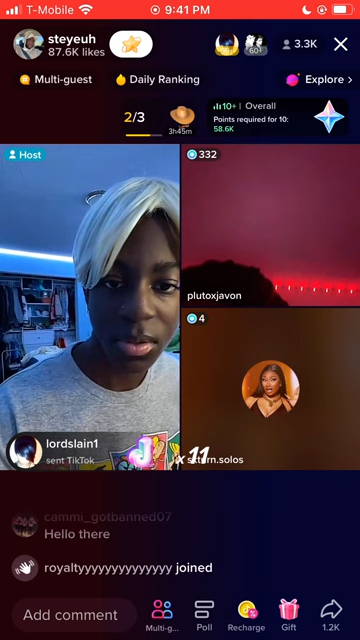 T-Mobile 9:41 PM
steyeuh
87.6K likes
60+
3.3K
Multi-guest
Daily Ranking
Explore >
2/3
3h45m
10+ | Overall
Points required for 10:
58.6K
Host
332
plutoxjavon
4
lordslain1
sent TikTok
x 11
cammi_gotbanned07
Hello there
royaltyyyyyyyyyyyyyy joined
Add comment
Multi-g...
Poll
Recharge
Gift
1.2K